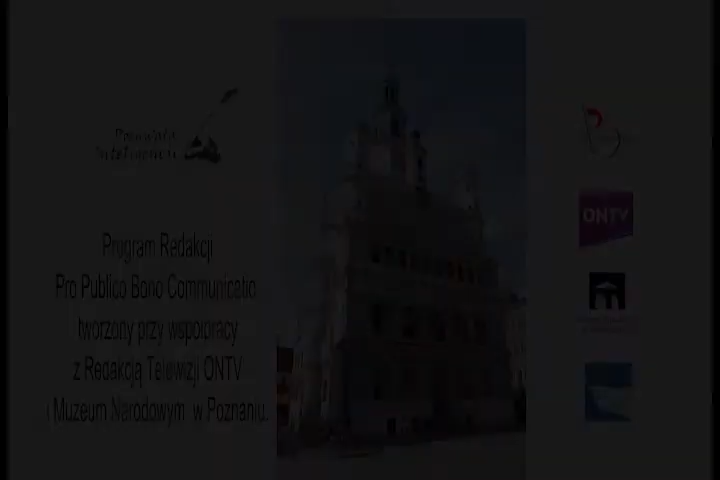 Program Redakcji
Pro Publico Bono Communicatio
tworzony przy współpracy
z Redakcją Telewizji ONTV
i Muzeum Narodowym w Poznaniu.
ONTV